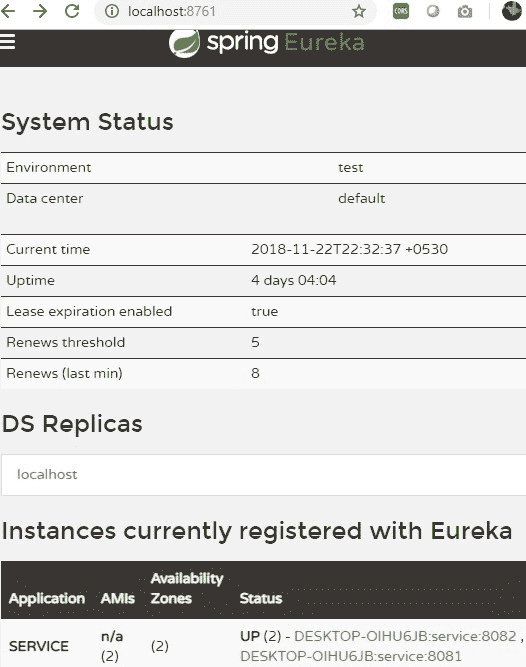 localhost:8761
CORS
spring Eureka
System Status
Environment test
Data center default
Current time 2018-11-22T22:32:37 +0530
Uptime 4 days 04:04
Lease expiration enabled true
Renews threshold 5
Renews (last min) 8
DS Replicas
localhost
Instances currently registered with Eureka
Application AMIs Availability Zones Status
SERVICE n/a (2) (2) UP (2) - DESKTOP-OIHU6JB:service:8082 ,
DESKTOP-OIHU6JB:service:8081